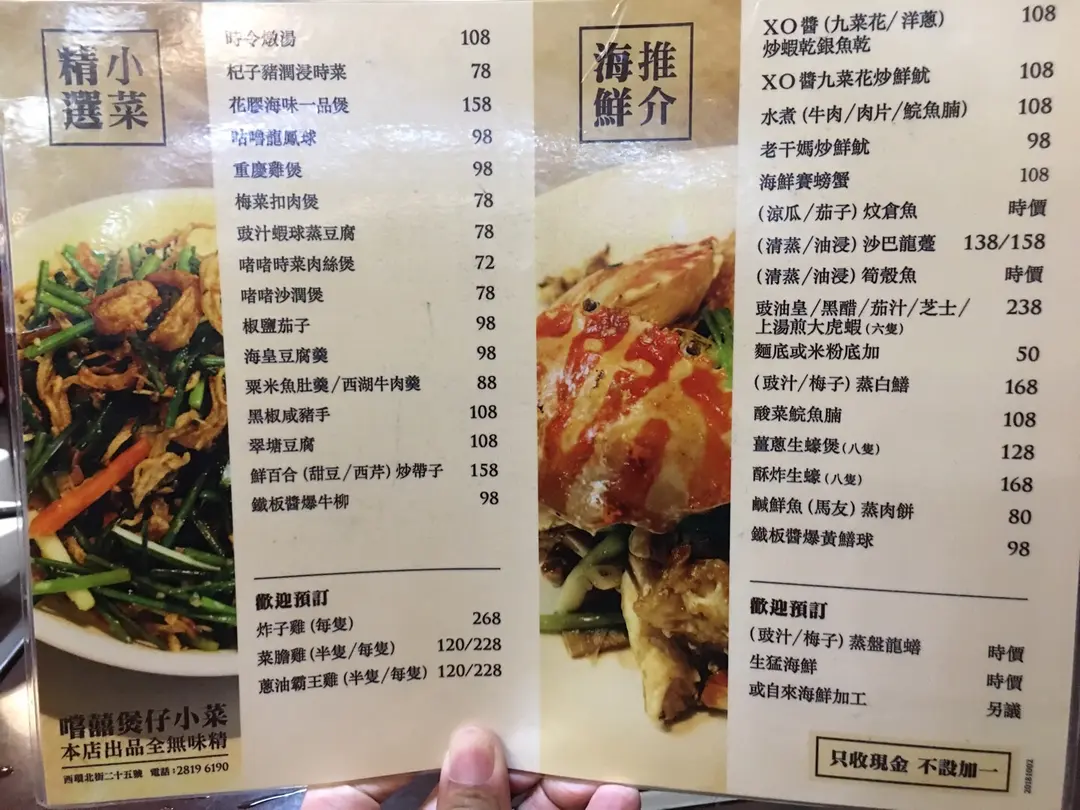 小菜
精選
時令燉湯 108
杞子豬潤浸時菜 78
花膠海味一品煲 158
咕嚕龍鳳球 98
重慶雞煲 98
梅菜扣肉煲 78
豉汁蝦球蒸豆腐 78
啫啫時菜肉絲煲 72
啫啫沙潤煲 78
椒鹽茄子 98
海皇豆腐羹 98
粟米魚肚羹/西湖牛肉羹 88
黑椒咸豬手 108
翠塘豆腐 108
鮮百合(甜豆/西芹)炒帶子 158
鐵板醬爆牛柳 98
歡迎預訂
炸子雞(每隻) 268
菜膽雞(半隻/每隻) 120/228
蔥油霸王雞(半隻/每隻) 120/228
嚐囍煲仔小菜
本店出品全無味精
西環北街二十五號 電話:2819 6190
推介
海鮮
XO醬(九菜花/洋蔥)
炒蝦乾銀魚乾 108
XO醬九菜花炒鮮魷 108
水煮(牛肉/肉片/鯇魚腩) 108
老干媽炒鮮魷 98
海鮮賽螃蟹 108
(涼瓜/茄子)炆倉魚 時價
(清蒸/油浸)沙巴龍躉 138/158
(清蒸/油浸)筍殼魚 時價
豉油皇/黑醋/茄汁/芝士/
上湯煎大虎蝦(六隻) 238
麵底或米粉底加 50
(豉汁/梅子)蒸白鱔 168
酸菜鯇魚腩 108
薑蔥生蠔煲(八隻) 128
酥炸生蠔(八隻) 168
鹹鮮魚(馬友)蒸肉餅 80
鐵板醬爆黃鱔球 98
歡迎預訂
(豉汁/梅子)蒸盤龍鱔 時價
生猛海鮮 時價
或自來海鮮加工 另議
只收現金 不設加一
20181002